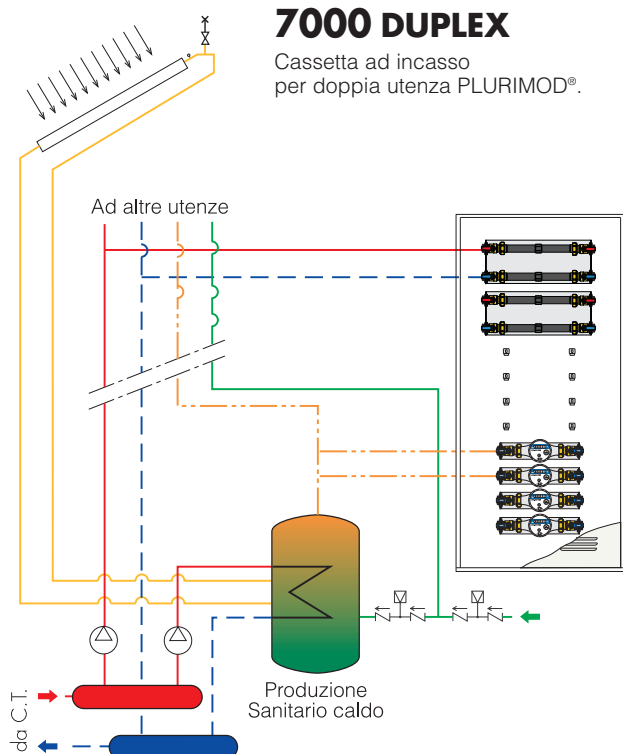 7000 DUPLEX
Cassetta ad incasso
per doppia utenza PLURIMOD®.
Ad altre utenze
Produzione
Sanitario caldo
da C.T.